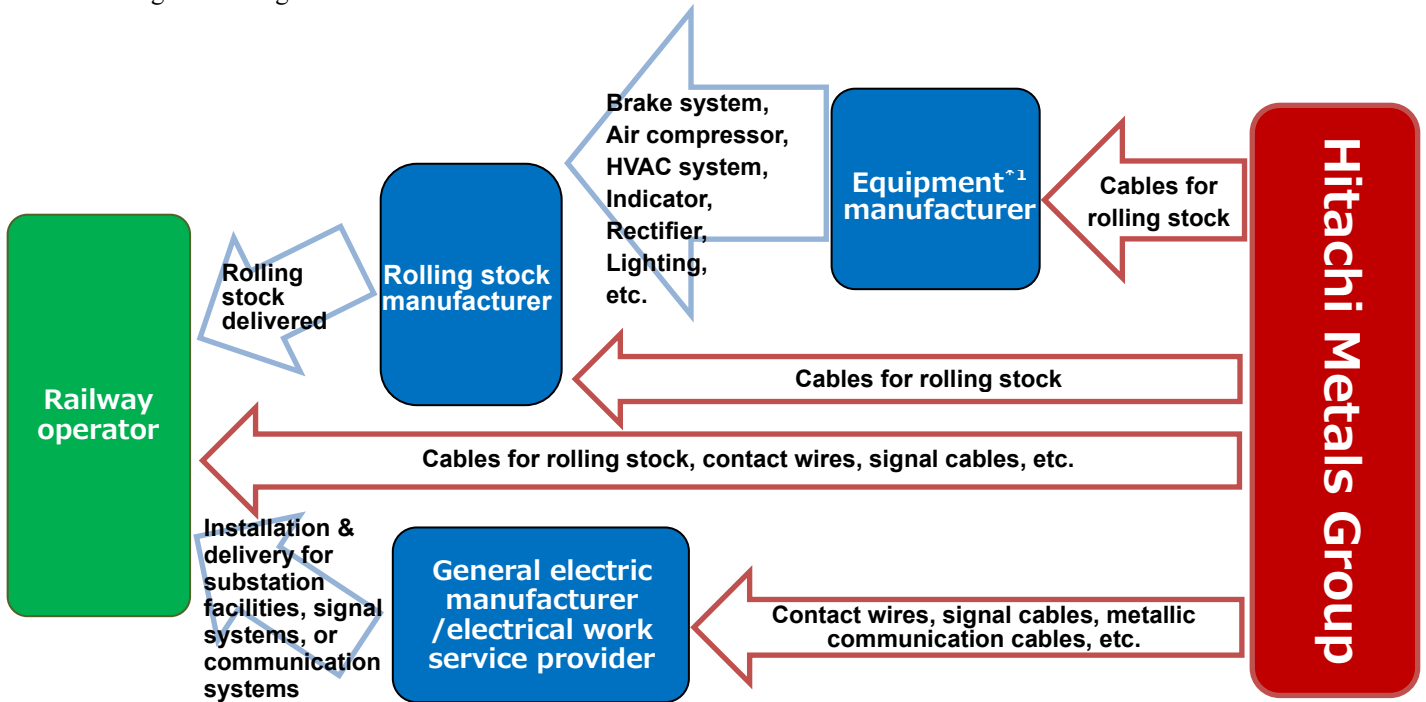 Brake system,
Air compressor,
HVAC system,
Indicator,
Rectifier,
Lighting,
etc.
Equipment*1
manufacturer
Cables for
rolling stock
Hitachi Metals Group
Rolling
stock
delivered
Rolling stock
manufacturer
Cables for rolling stock
Railway
operator
Cables for rolling stock, contact wires, signal cables, etc.
Installation &
delivery for
substation
facilities, signal
systems, or
communication
systems
General electric
manufacturer
/electrical work
service provider
Contact wires, signal cables, metallic
communication cables, etc.